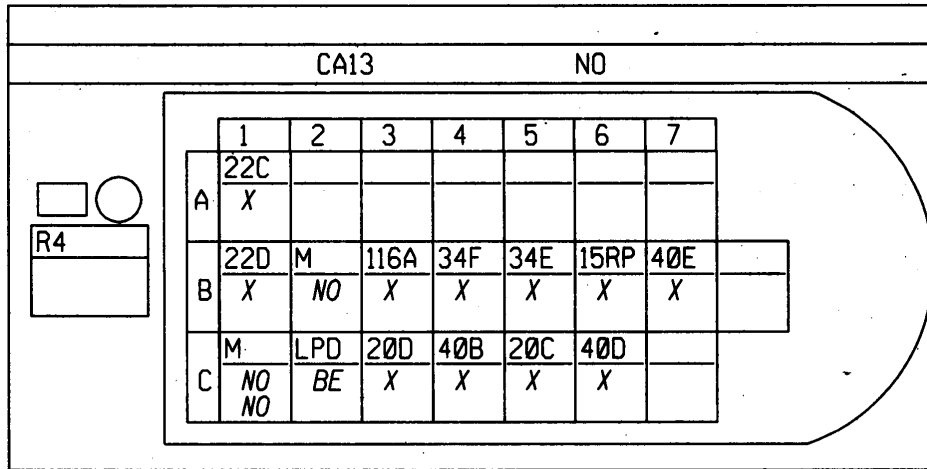 CA13 NO
1 2 3 4 5 6 7
22C
A X
R4
22D M 116A 34F 34E 15RP 40E
B X NO X X X X X
M LPD 20D 40B 20C 40D
C NO BE X X X X
NO